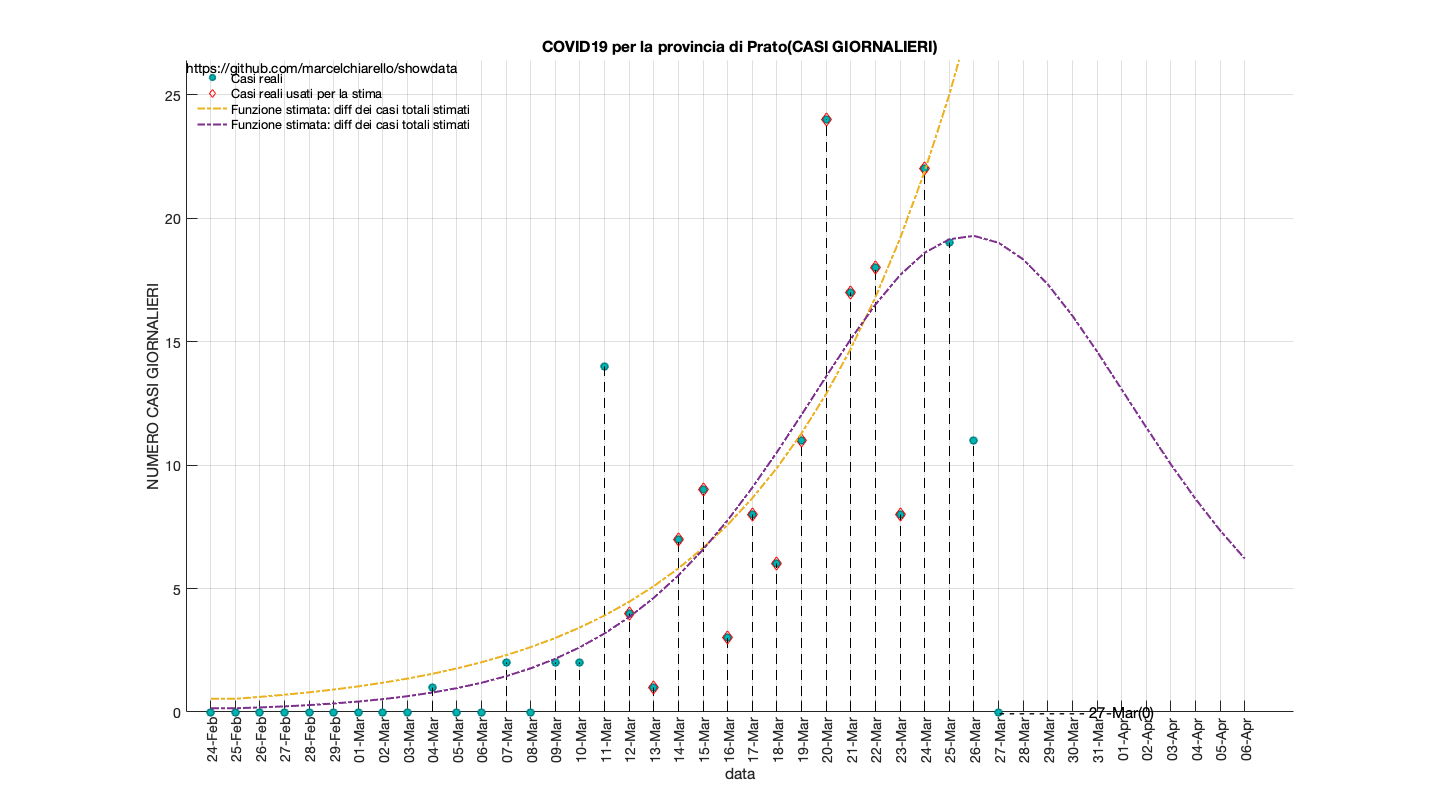 COVID19 per la provincia di Prato(CASI GIORNALIERI)
https://github.com/marcelchiarello/showdata
Casi reali
Casi reali usati per la stima
Funzione stimata: diff dei casi totali stimati
Funzione stimata: diff dei casi totali stimati
NUMERO CASI GIORNALIERI
25
20
15
10
5
0
27-Mar(0)
24-Feb
25-Feb
26-Feb
27-Feb
28-Feb
29-Feb
01-Mar
02-Mar
03-Mar
04-Mar
05-Mar
06-Mar
07-Mar
08-Mar
09-Mar
10-Mar
11-Mar
12-Mar
13-Mar
14-Mar
15-Mar
16-Mar
17-Mar
18-Mar
19-Mar
20-Mar
21-Mar
22-Mar
23-Mar
24-Mar
25-Mar
26-Mar
27-Mar
28-Mar
29-Mar
30-Mar
31-Mar
01-Apr
02-Apr
03-Apr
04-Apr
05-Apr
06-Apr
data